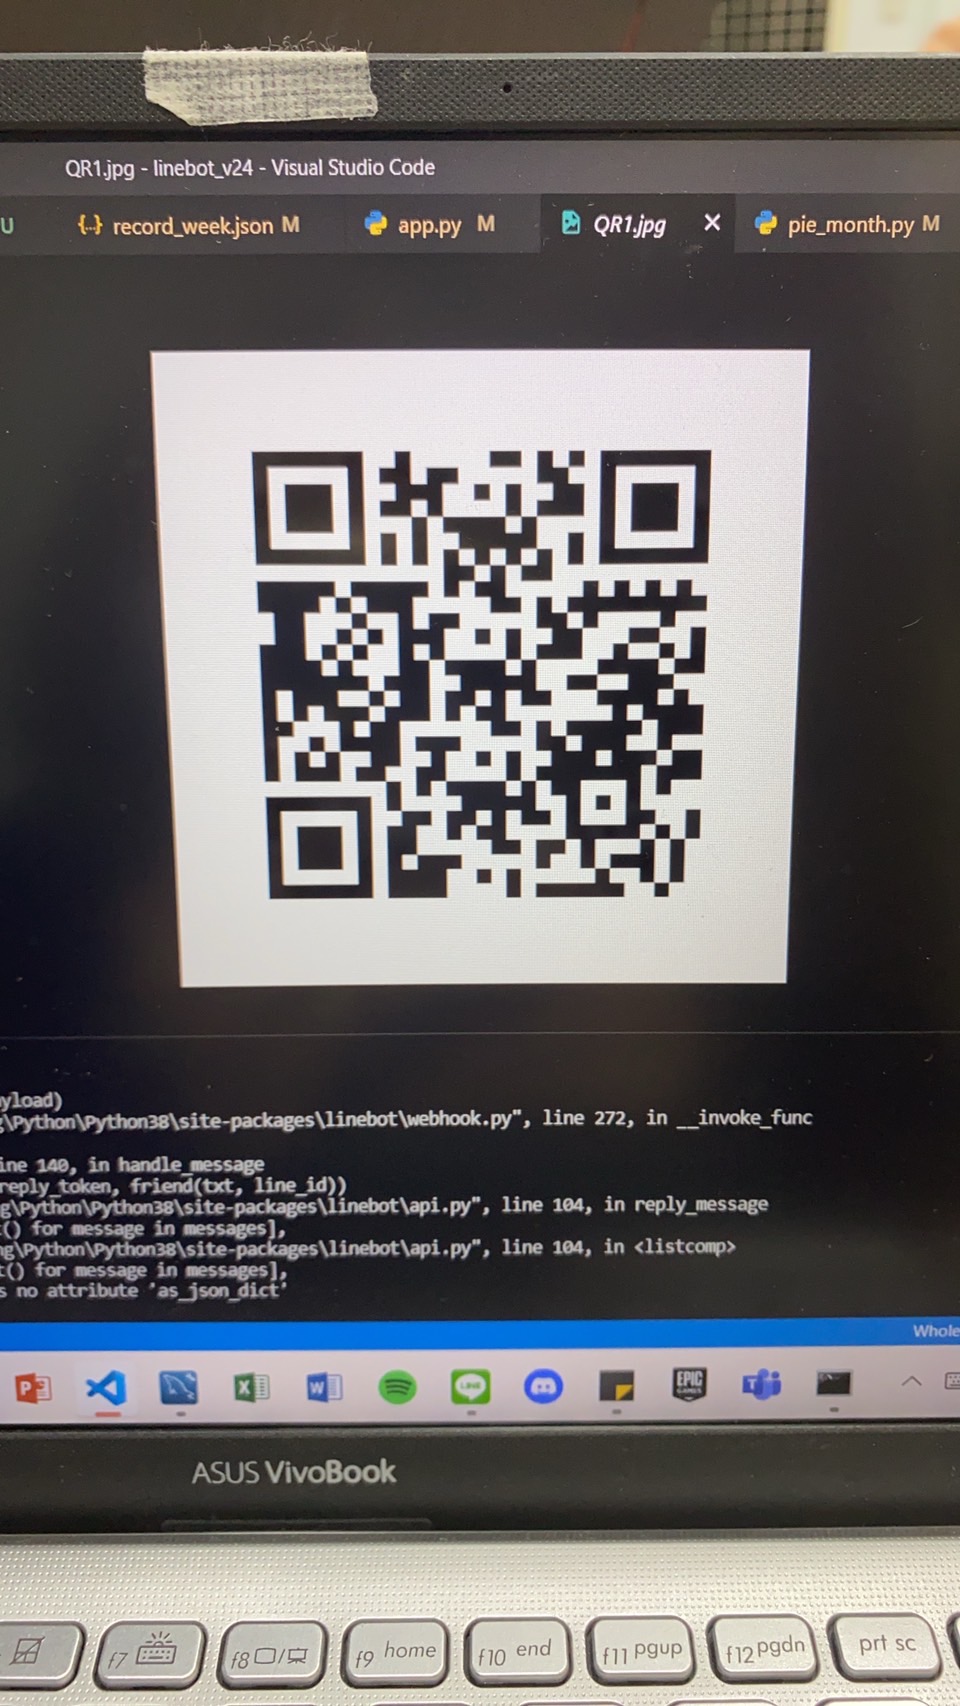 QR1.jpg - linebot_v24 - Visual Studio Code
U {..} record_week.json M app.py M QR1.jpg × pie_month.py M
yload)
g\Python\Python38\site-packages\linebot\webhook.py", line 272, in __invoke_func
ine 140, in handle_message
reply_token, friend(txt, line_id))
g\Python\Python38\site-packages\linebot\api.py", line 104, in reply_message
t() for message in messages],
ng\Python\Python38\site-packages\linebot\api.py", line 104, in <listcomp>
t() for message in messages],
s no attribute 'as_json_dict'
Whole
P X W LINE EPIC GAMES T
ASUS VivoBook
f7 f8 f9 home f10 end f11 pgup f12 pgdn prt sc